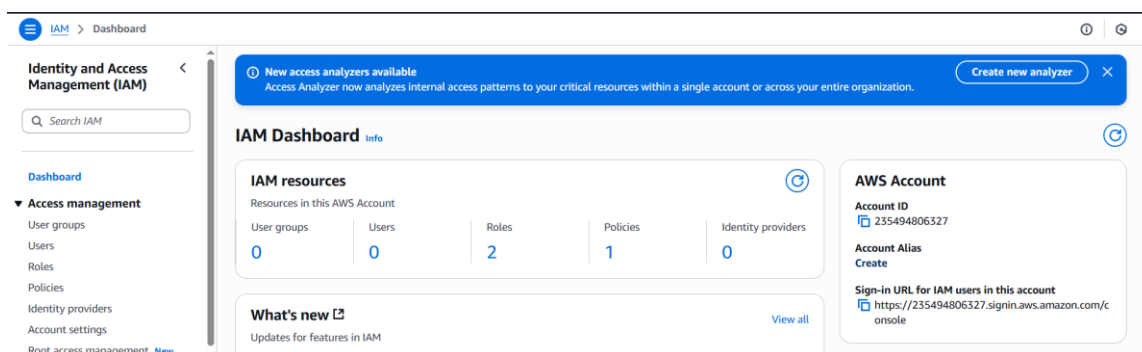 IAM > Dashboard
Identity and Access
Management (IAM)
Search IAM
Dashboard
Access management
User groups
Users
Roles
Policies
Identity providers
Account settings
Root access management New
New access analyzers available
Access Analyzer now analyzes internal access patterns to your critical resources within a single account or across your entire organization.
Create new analyzer
IAM Dashboard Info
IAM resources
Resources in this AWS Account
User groups
0
Users
0
Roles
2
Policies
1
Identity providers
0
What's new
View all
Updates for features in IAM
AWS Account
Account ID
235494806327
Account Alias
Create
Sign-in URL for IAM users in this account
https://235494806327.signin.aws.amazon.com/c
onsole